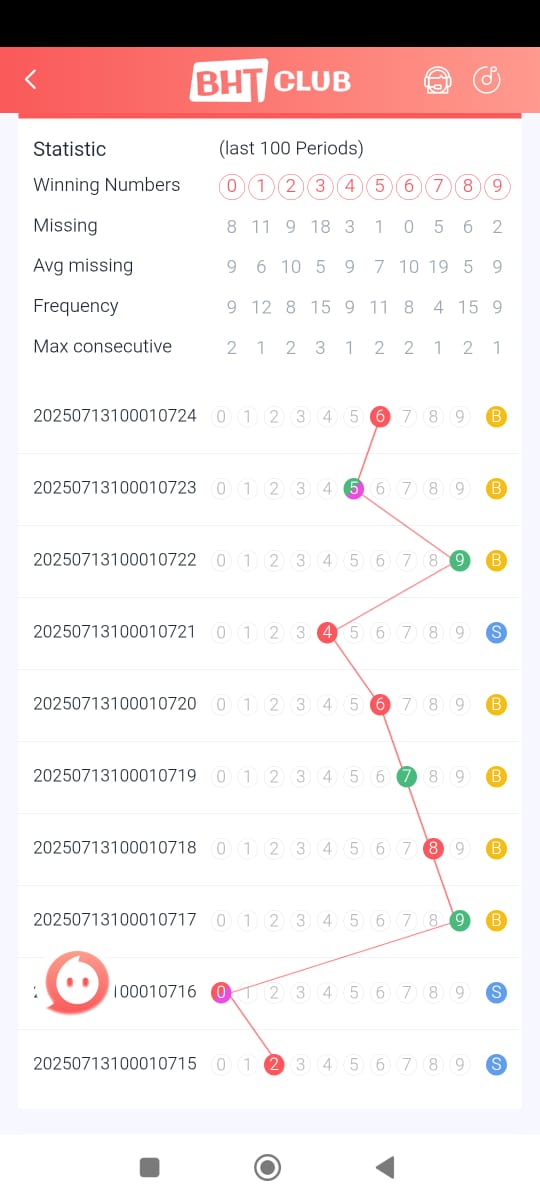 BHT CLUB
Statistic (last 100 Periods)
Winning Numbers 0 1 2 3 4 5 6 7 8 9
Missing 8 11 9 18 3 1 0 5 6 2
Avg missing 9 6 10 5 9 7 10 19 5 9
Frequency 9 12 8 15 9 11 8 4 15 9
Max consecutive 2 1 2 3 1 2 2 1 2 1
20250713100010724 0 1 2 3 4 5 6 7 8 9 B
20250713100010723 0 1 2 3 4 5 6 7 8 9 B
20250713100010722 0 1 2 3 4 5 6 7 8 9 B
20250713100010721 0 1 2 3 4 5 6 7 8 9 S
20250713100010720 0 1 2 3 4 5 6 7 8 9 B
20250713100010719 0 1 2 3 4 5 6 7 8 9 B
20250713100010718 0 1 2 3 4 5 6 7 8 9 B
20250713100010717 0 1 2 3 4 5 6 7 8 9 B
100010716 0 1 2 3 4 5 6 7 8 9 S
20250713100010715 0 1 2 3 4 5 6 7 8 9 S